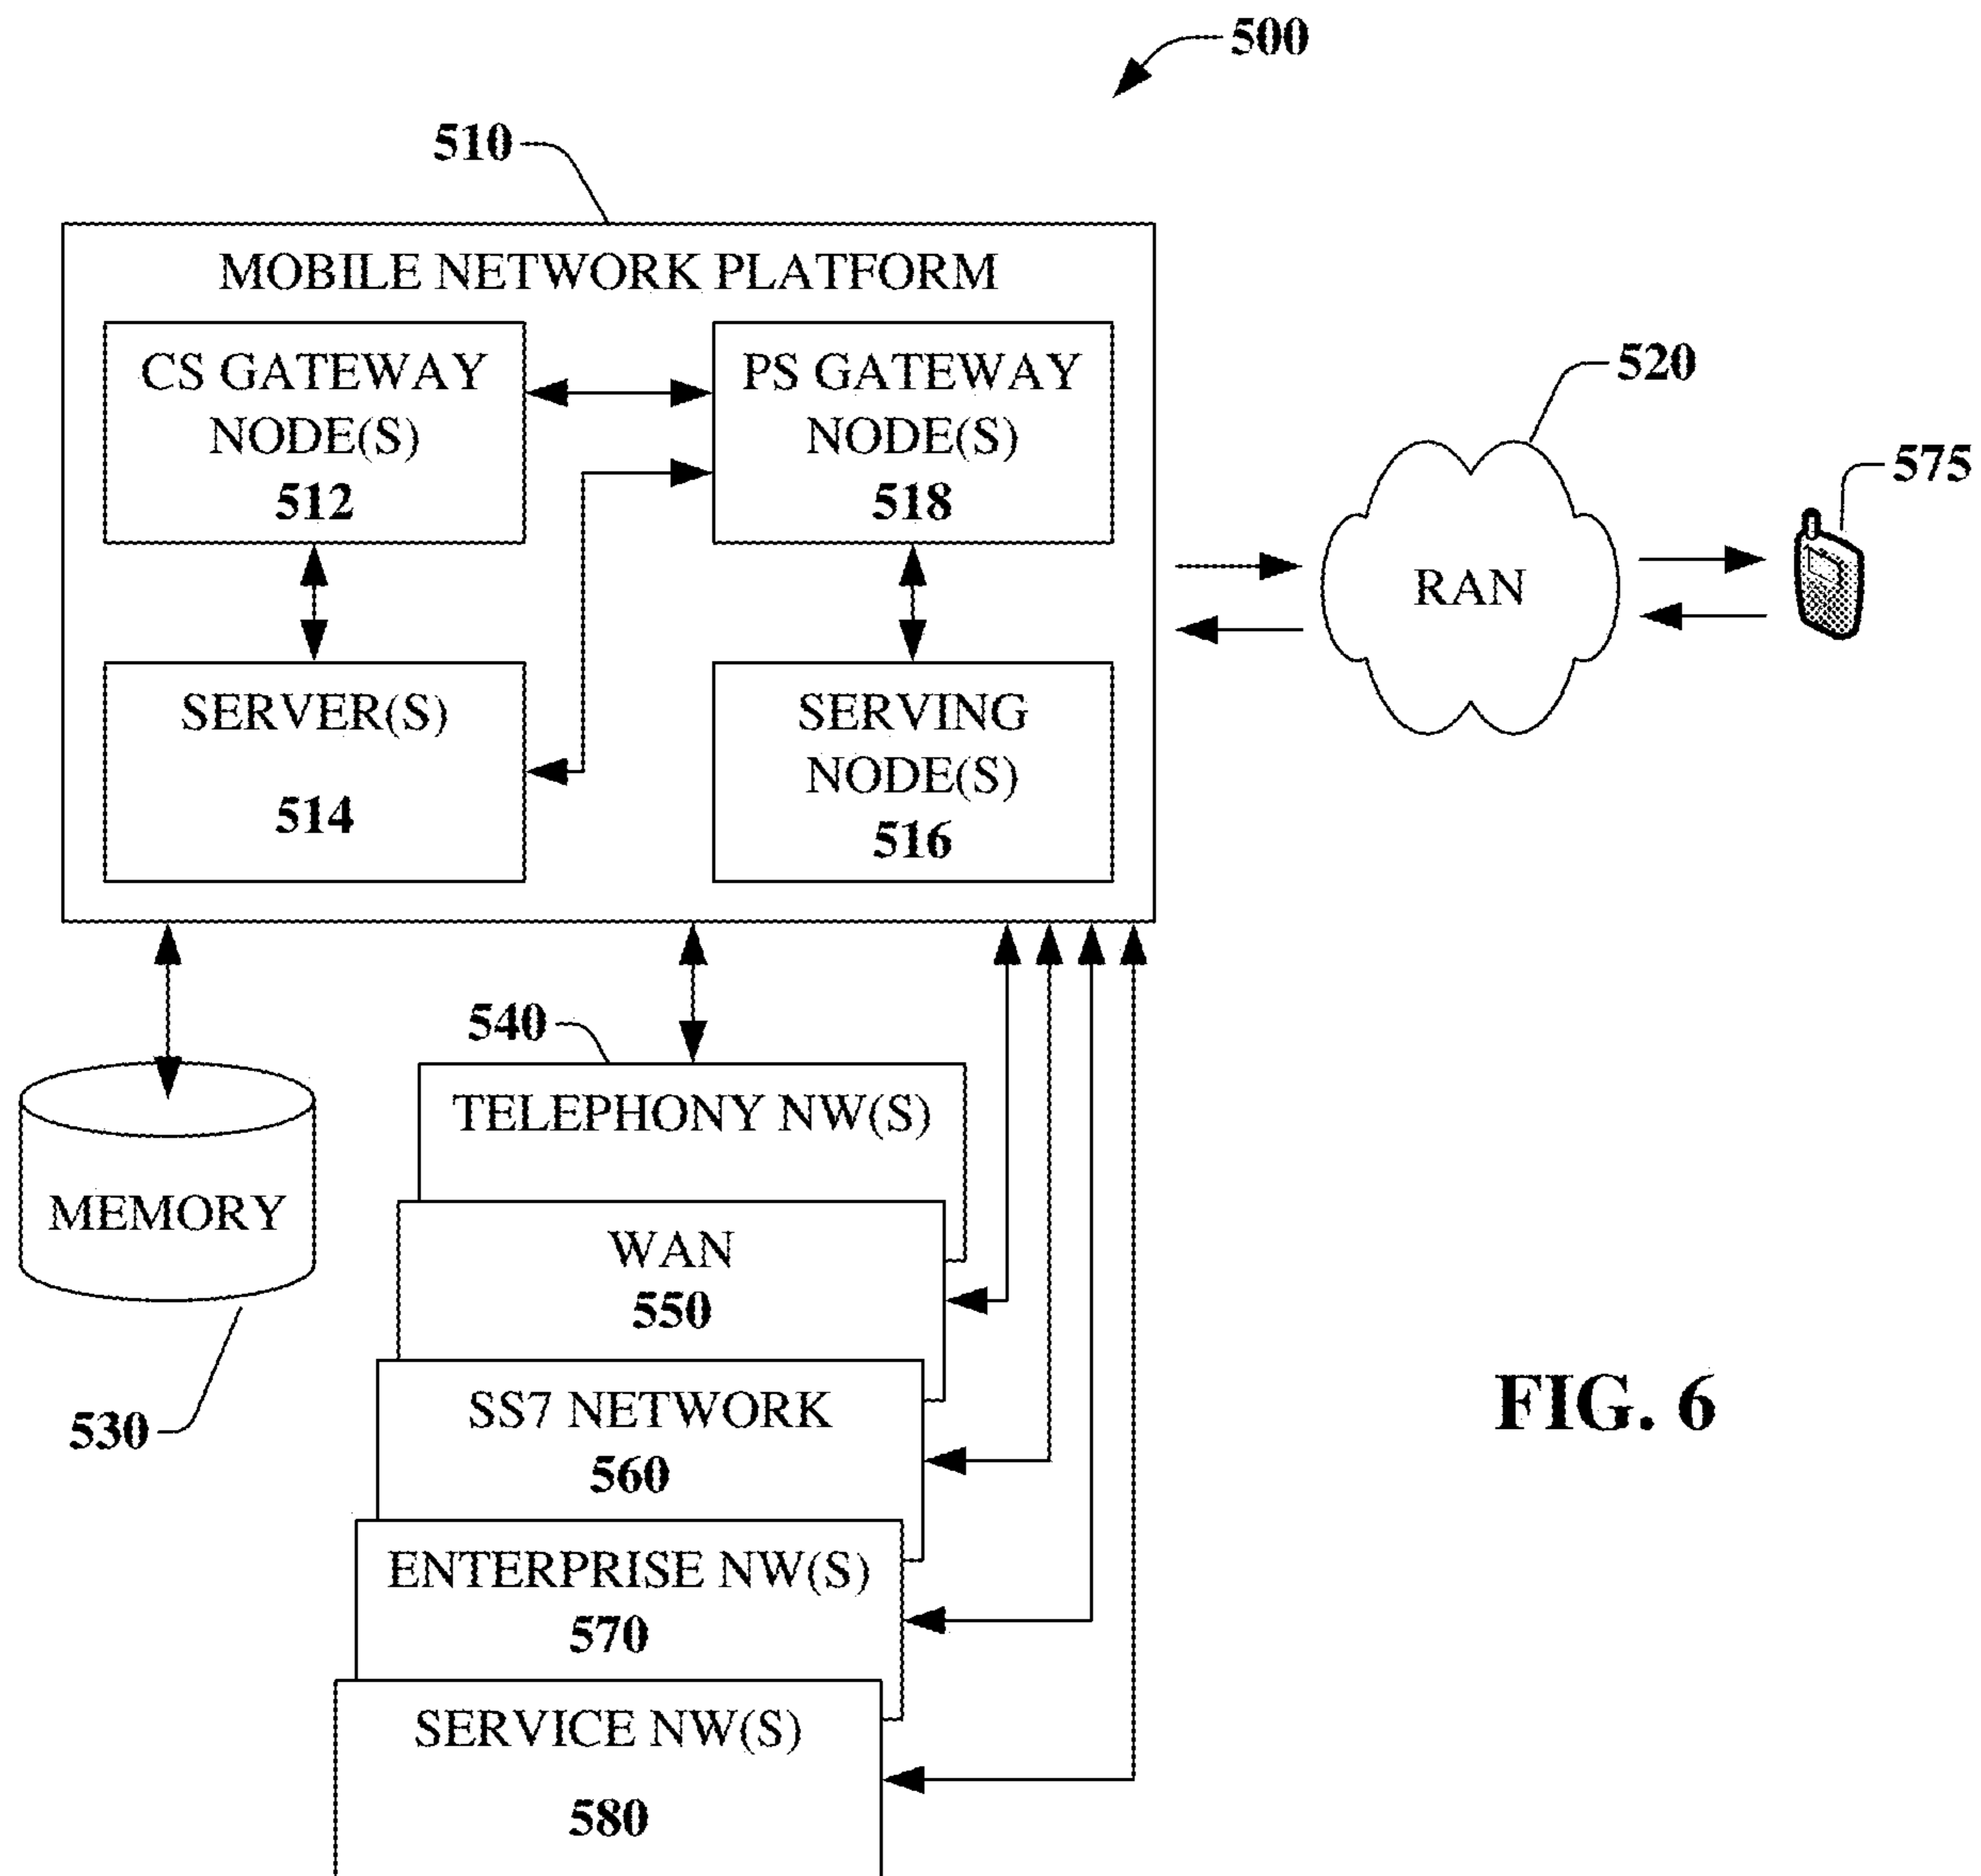 500
510
MOBILE NETWORK PLATFORM
CS GATEWAY
NODE(S)
512
PS GATEWAY
NODE(S)
518
SERVER(S)
514
SERVING
NODE(S)
516
520
RAN
575
540
TELEPHONY NW(S)
MEMORY
530
WAN
550
SS7 NETWORK
560
ENTERPRISE NW(S)
570
SERVICE NW(S)
580
FIG. 6